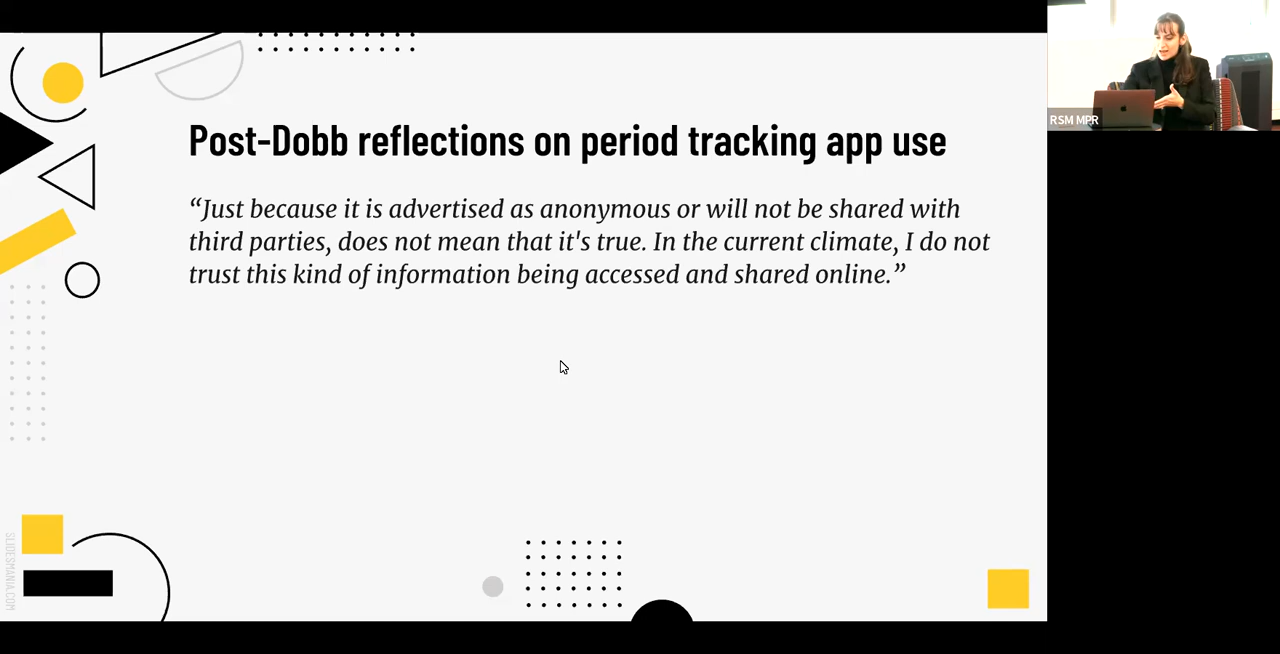 Post-Dobb reflections on period tracking app use
“Just because it is advertised as anonymous or will not be shared with
third parties, does not mean that it's true. In the current climate, I do not
trust this kind of information being accessed and shared online.”
RSM MPR
SLIDESMANIA.COM